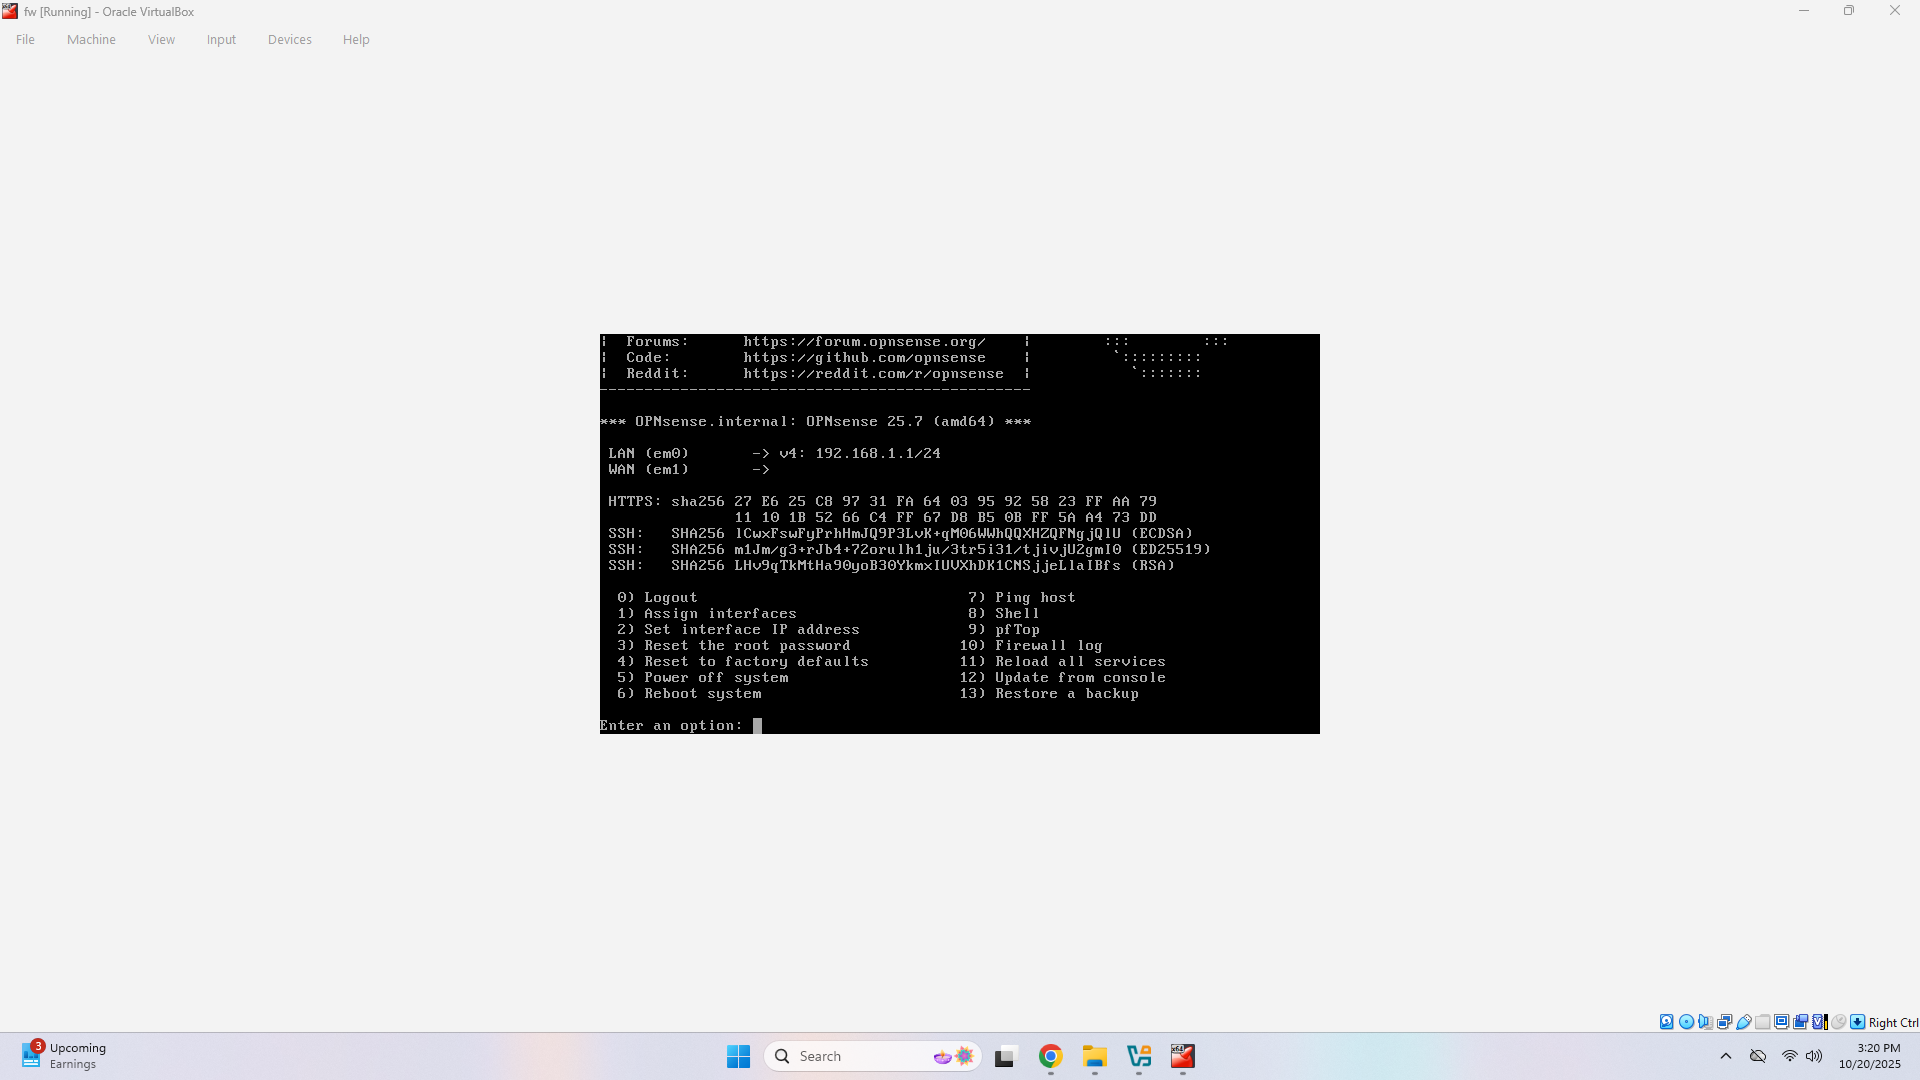 fw [Running] - Oracle VirtualBox
File Machine View Input Devices Help
| Forums: https://forum.opnsense.org/ | ::: :::
| Code: https://github.com/opnsense | `:::::::::
| Reddit: https://reddit.com/r/opnsense | `:::::::
------------------------------------------------
*** OPNsense.internal: OPNsense 25.7 (amd64) ***
LAN (em0) -> v4: 192.168.1.1/24
WAN (em1) ->
HTTPS: sha256 27 E6 25 C8 97 31 FA 64 03 95 92 58 23 FF AA 79
11 10 1B 52 66 C4 FF 67 D8 B5 0B FF 5A A4 73 DD
SSH: SHA256 lCwxFswFyPrhHmJQ9P3LvK+qM06WWhQQXHZQFNgjQlU (ECDSA)
SSH: SHA256 m1Jm/g3+rJb4+72orulh1ju/3tr5i31/tjivjU2gmI0 (ED25519)
SSH: SHA256 LHv9qTkMtHa90yoB30YkmxIUVXhDK1CNSjjeLlaIBfs (RSA)
0) Logout 7) Ping host
1) Assign interfaces 8) Shell
2) Set interface IP address 9) pfTop
3) Reset the root password 10) Firewall log
4) Reset to factory defaults 11) Reload all services
5) Power off system 12) Update from console
6) Reboot system 13) Restore a backup
Enter an option:
Right Ctrl
3
Upcoming
Earnings
Search
3:20 PM
10/20/2025